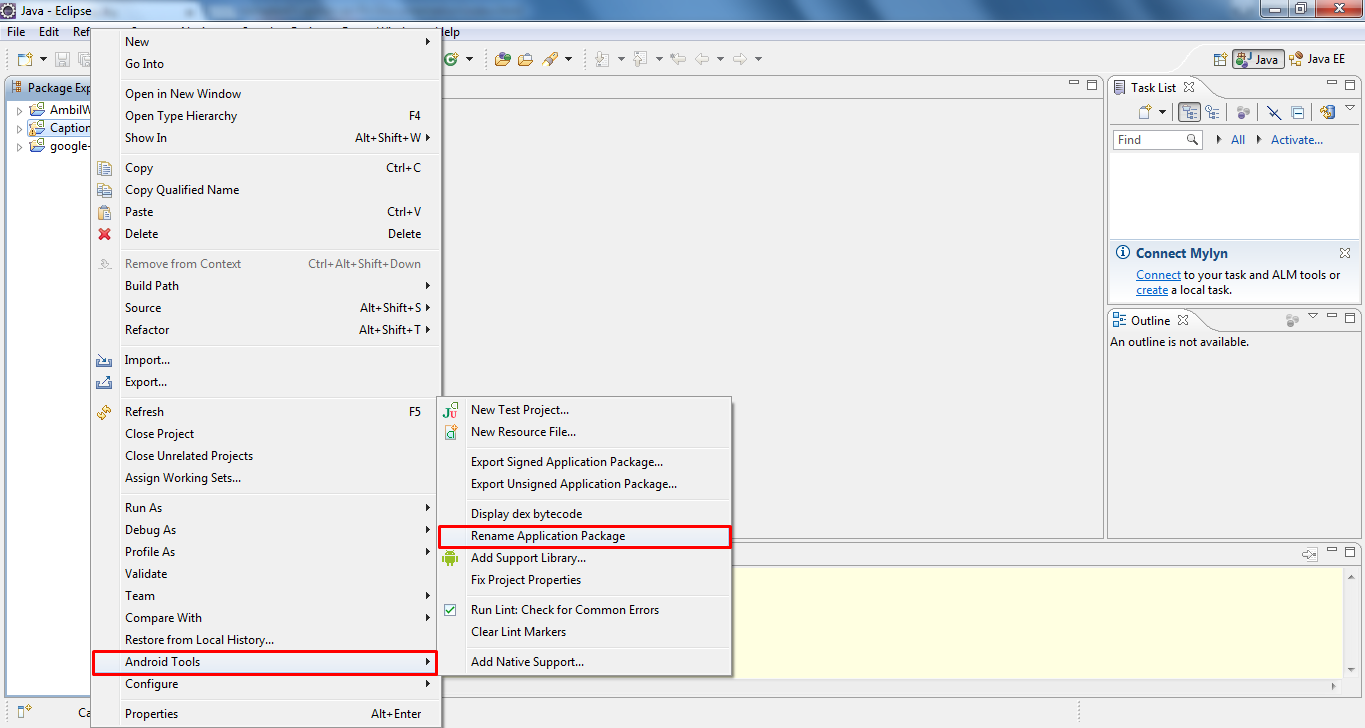 Java - Eclipse
File Edit Ref
Package Exp
AmbilW
Caption
google-
New
Go Into
Open in New Window
Open Type Hierarchy F4
Show In Alt+Shift+W
Copy Ctrl+C
Copy Qualified Name
Paste Ctrl+V
Delete Delete
Remove from Context Ctrl+Alt+Shift+Down
Build Path
Source Alt+Shift+S
Refactor Alt+Shift+T
Import...
Export...
Refresh F5
Close Project
Close Unrelated Projects
Assign Working Sets...
Run As
Debug As
Profile As
Validate
Team
Compare With
Restore from Local History...
Android Tools
Configure
Properties Alt+Enter
New Test Project...
New Resource File...
Export Signed Application Package...
Export Unsigned Application Package...
Display dex bytecode
Rename Application Package
Add Support Library...
Fix Project Properties
Run Lint: Check for Common Errors
Clear Lint Markers
Add Native Support...
Java Java EE
Task List
Find All Activate...
Connect Mylyn
Connect to your task and ALM tools or
create a local task.
Outline
An outline is not available.
Ca